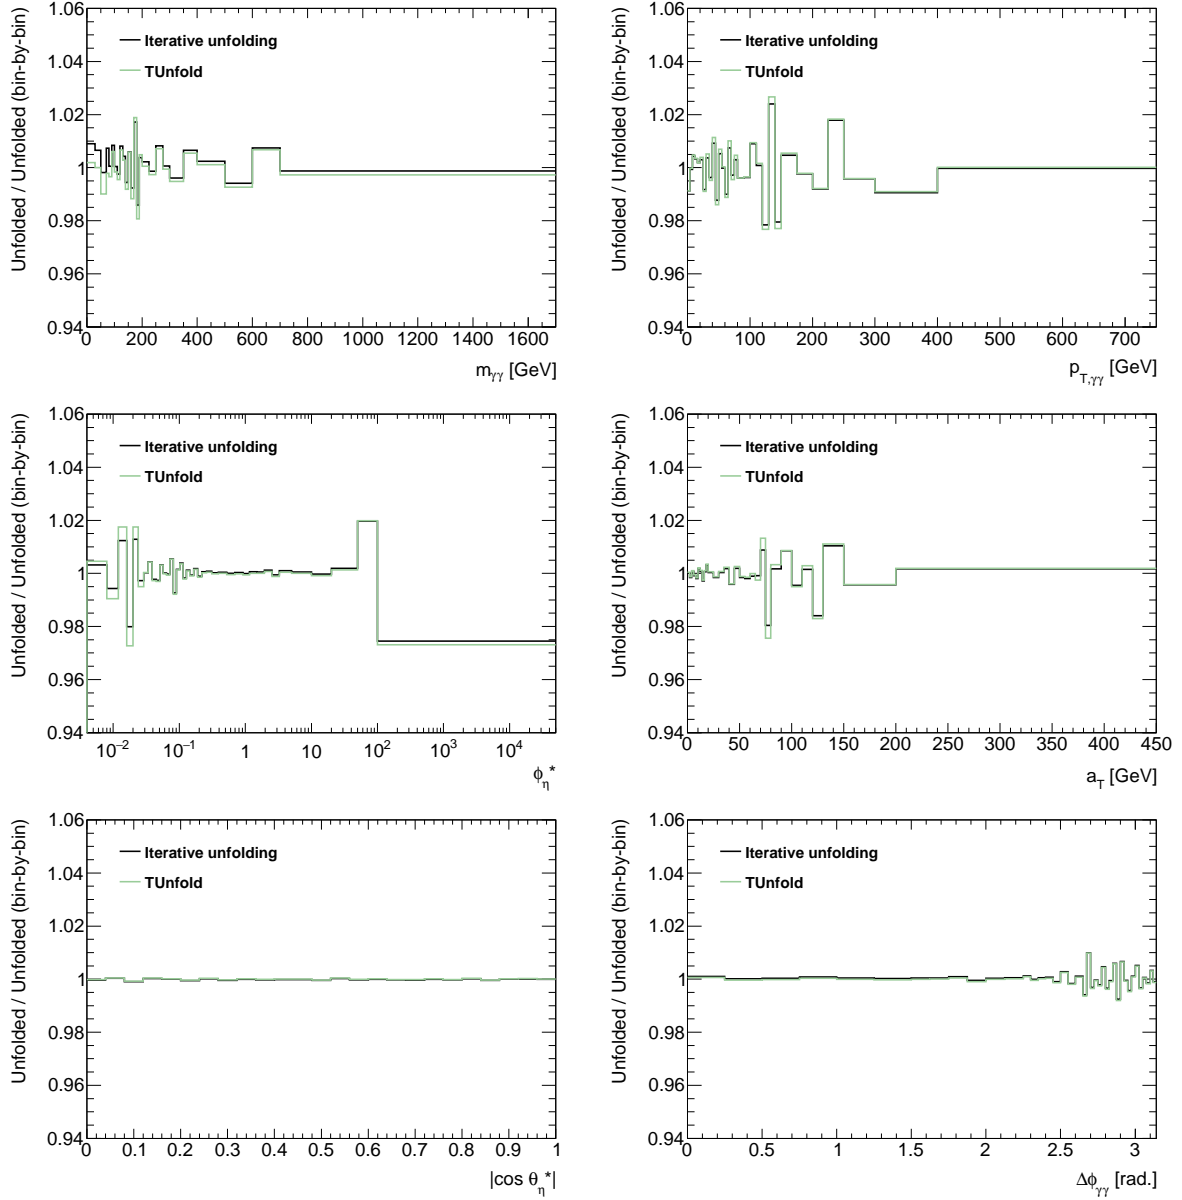 Unfolded / Unfolded (bin-by-bin)
1.06
1.04
1.02
1
0.98
0.96
0.94
Iterative unfolding
TUnfold
0 200 400 600 800 1000 1200 1400 1600
m_γγ [GeV]
Unfolded / Unfolded (bin-by-bin)
1.06
1.04
1.02
1
0.98
0.96
0.94
Iterative unfolding
TUnfold
0 100 200 300 400 500 600 700
p_T,γγ [GeV]
Unfolded / Unfolded (bin-by-bin)
1.06
1.04
1.02
1
0.98
0.96
0.94
Iterative unfolding
TUnfold
10⁻² 10⁻¹ 1 10 10² 10³ 10⁴
ϕ_η*
Unfolded / Unfolded (bin-by-bin)
1.06
1.04
1.02
1
0.98
0.96
0.94
Iterative unfolding
TUnfold
0 50 100 150 200 250 300 350 400 450
a_T [GeV]
Unfolded / Unfolded (bin-by-bin)
1.06
1.04
1.02
1
0.98
0.96
0.94
Iterative unfolding
TUnfold
0 0.1 0.2 0.3 0.4 0.5 0.6 0.7 0.8 0.9 1
|cos θ_η*|
Unfolded / Unfolded (bin-by-bin)
1.06
1.04
1.02
1
0.98
0.96
0.94
Iterative unfolding
TUnfold
0 0.5 1 1.5 2 2.5 3
Δϕ_γγ [rad.]